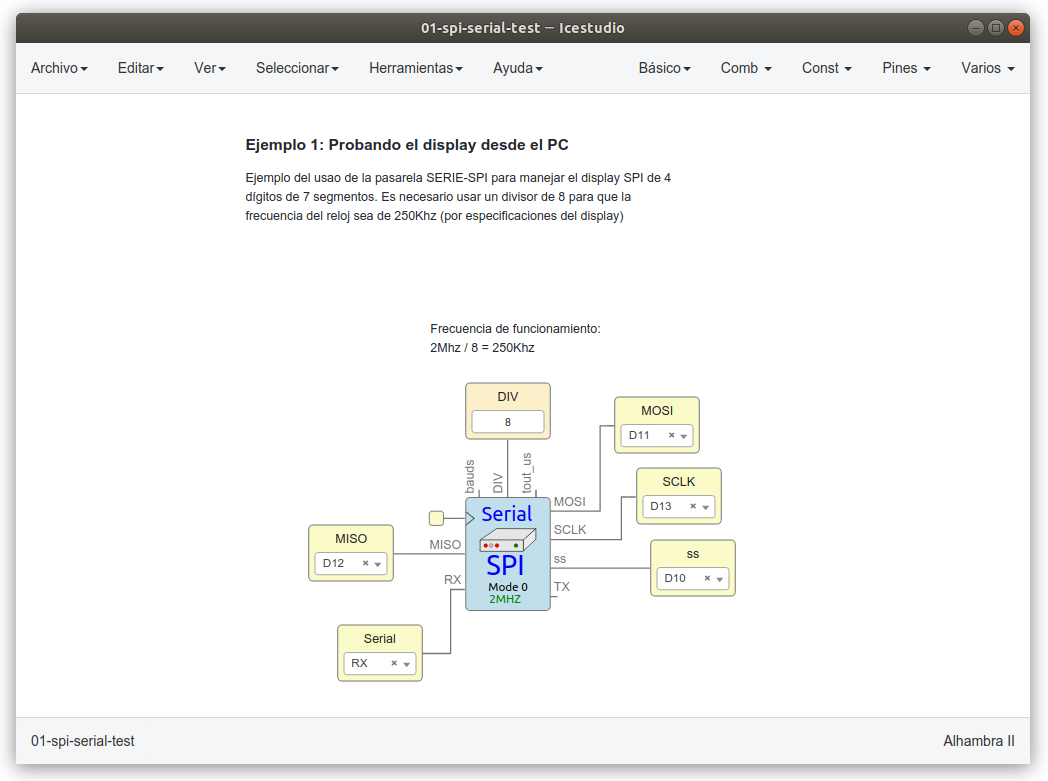 01-spi-serial-test — Icestudio
Archivo Editar Ver Seleccionar Herramientas Ayuda Básico Comb Const Pines Varios
Ejemplo 1: Probando el display desde el PC
Ejemplo del usao de la pasarela SERIE-SPI para manejar el display SPI de 4
dígitos de 7 segmentos. Es necesario usar un divisor de 8 para que la
frecuencia del reloj sea de 250Khz (por especificaciones del display)
Frecuencia de funcionamiento:
2Mhz / 8 = 250Khz
DIV
8
MOSI
D11
bauds
DIV
tout_us
SCLK
D13
MOSI
Serial
SCLK
MISO
D12
MISO
SPI
ss
ss
D10
RX
Mode 0
TX
2MHZ
Serial
RX
01-spi-serial-test
Alhambra II